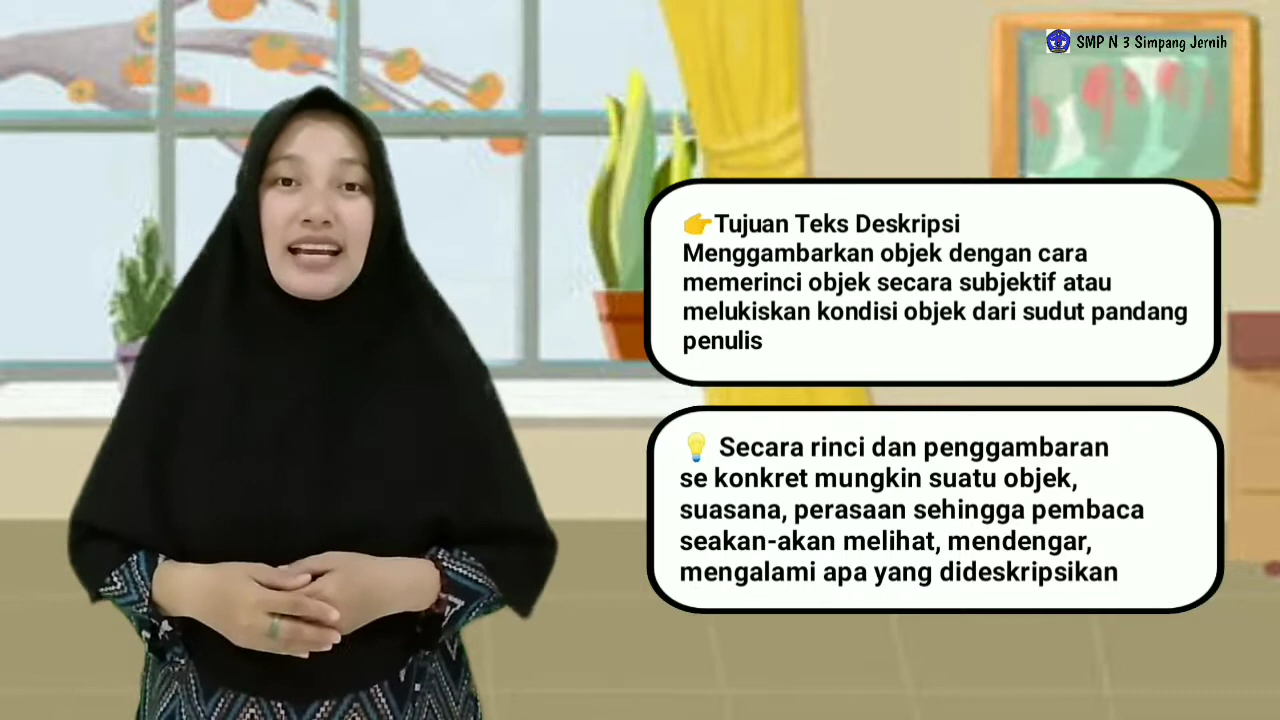 SMP N 3 Simpang Jernih
👉Tujuan Teks Deskripsi
Menggambarkan objek dengan cara
memerinci objek secara subjektif atau
melukiskan kondisi objek dari sudut pandang
penulis
💡 Secara rinci dan penggambaran
se konkret mungkin suatu objek,
suasana, perasaan sehingga pembaca
seakan-akan melihat, mendengar,
mengalami apa yang dideskripsikan